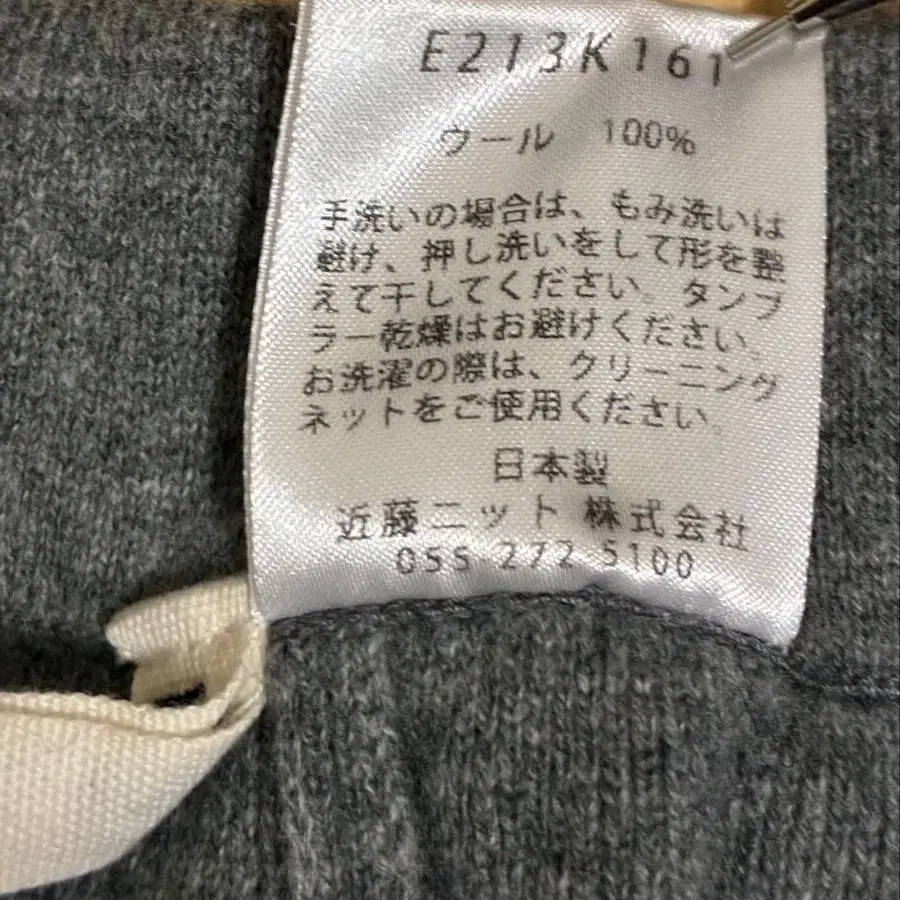 E213K161
ウール 100%
手洗いの場合は、もみ洗いは
避け、押し洗いをして形を整
えて干してください。タンブ
ラー乾燥はお避けください。
お洗濯の際は、クリーニング
ネットをご使用ください。
日本製
近藤ニット 株式会社
055 272 5100